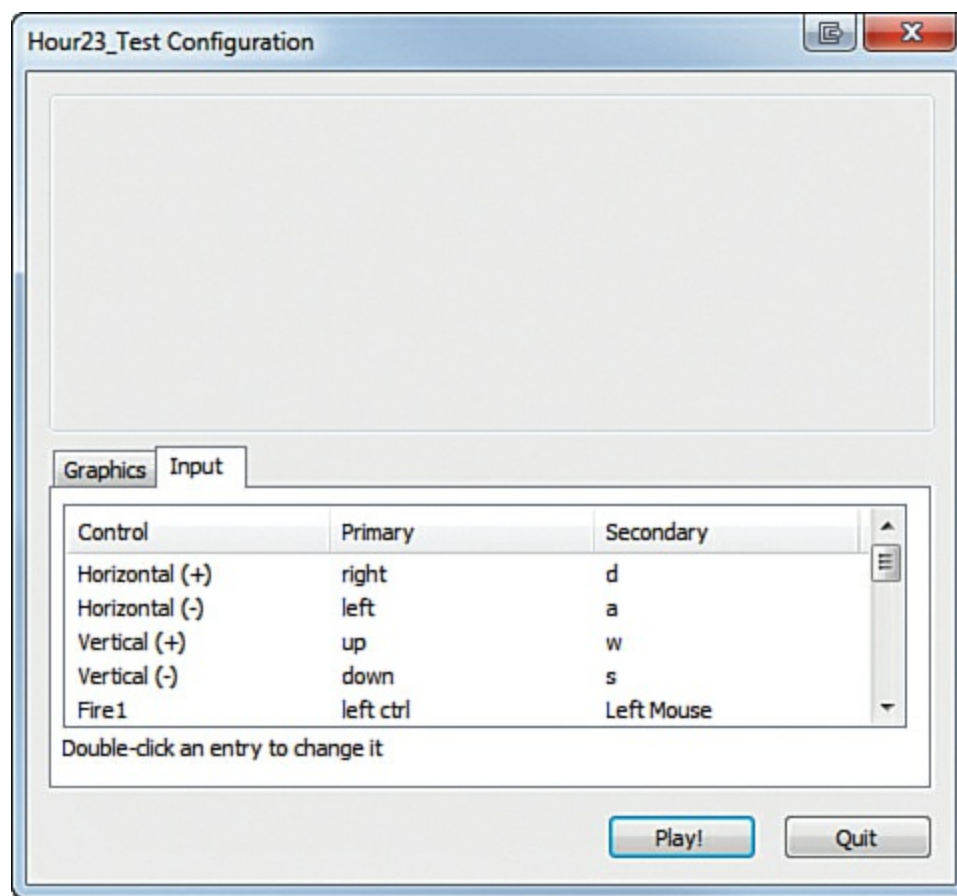 Hour23_Test Configuration
Graphics Input
Control Primary Secondary
Horizontal (+) right d
Horizontal (-) left a
Vertical (+) up w
Vertical (-) down s
Fire1 left ctrl Left Mouse
Double-click an entry to change it
Play! Quit